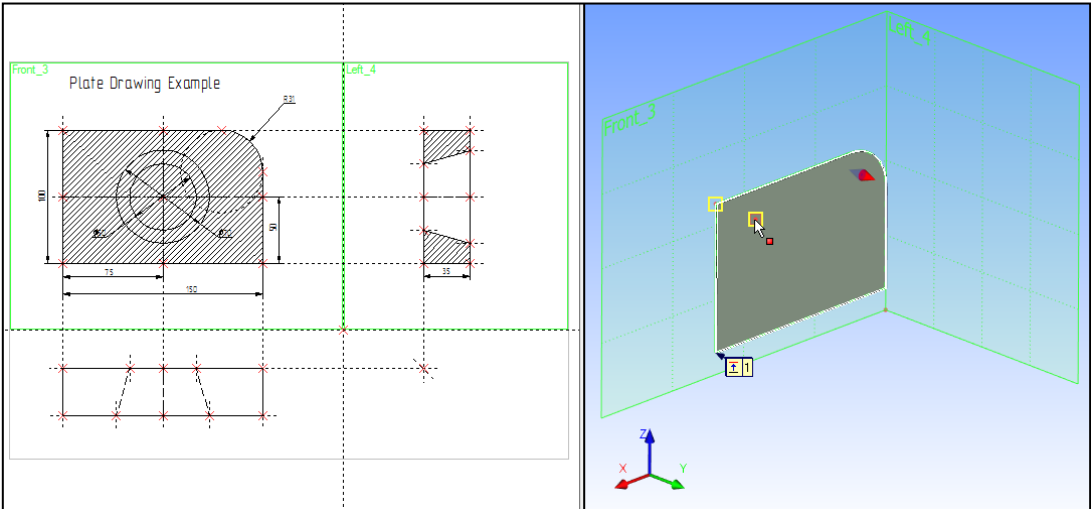 Front_3
Left_4
Plate Drawing Example
R31
100
50
75
150
35
Front_3
Left_4
1
Z
X
Y